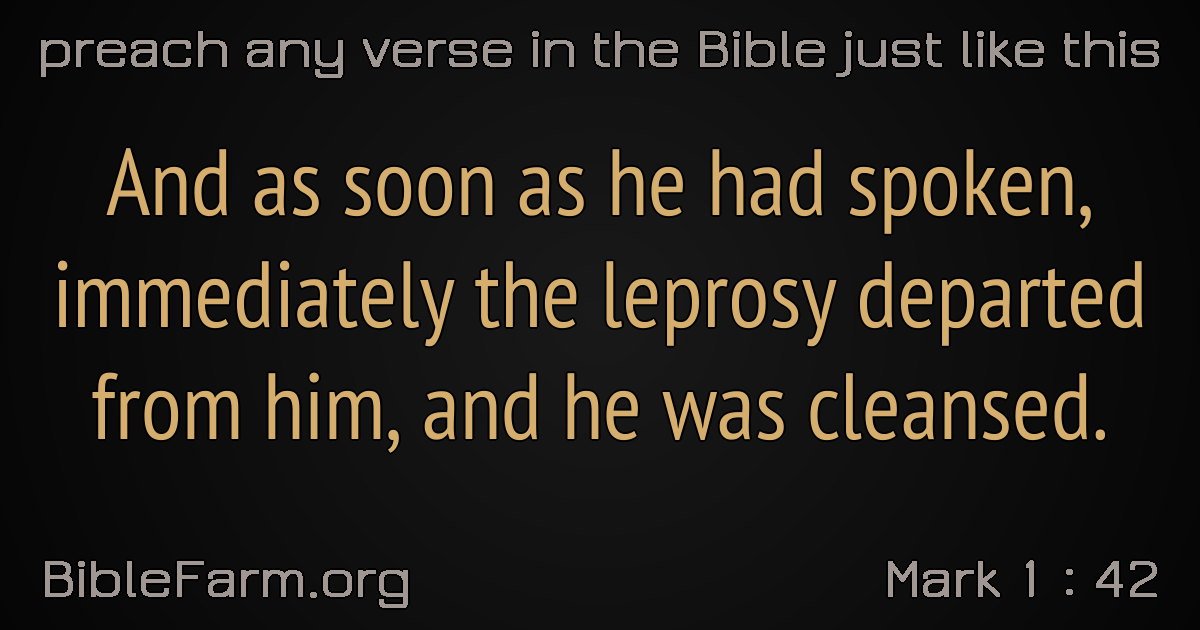 preach any verse in the Bible just like this
And as soon as he had spoken,
immediately the leprosy departed
from him, and he was cleansed.
BibleFarm.org
Mark 1 : 42